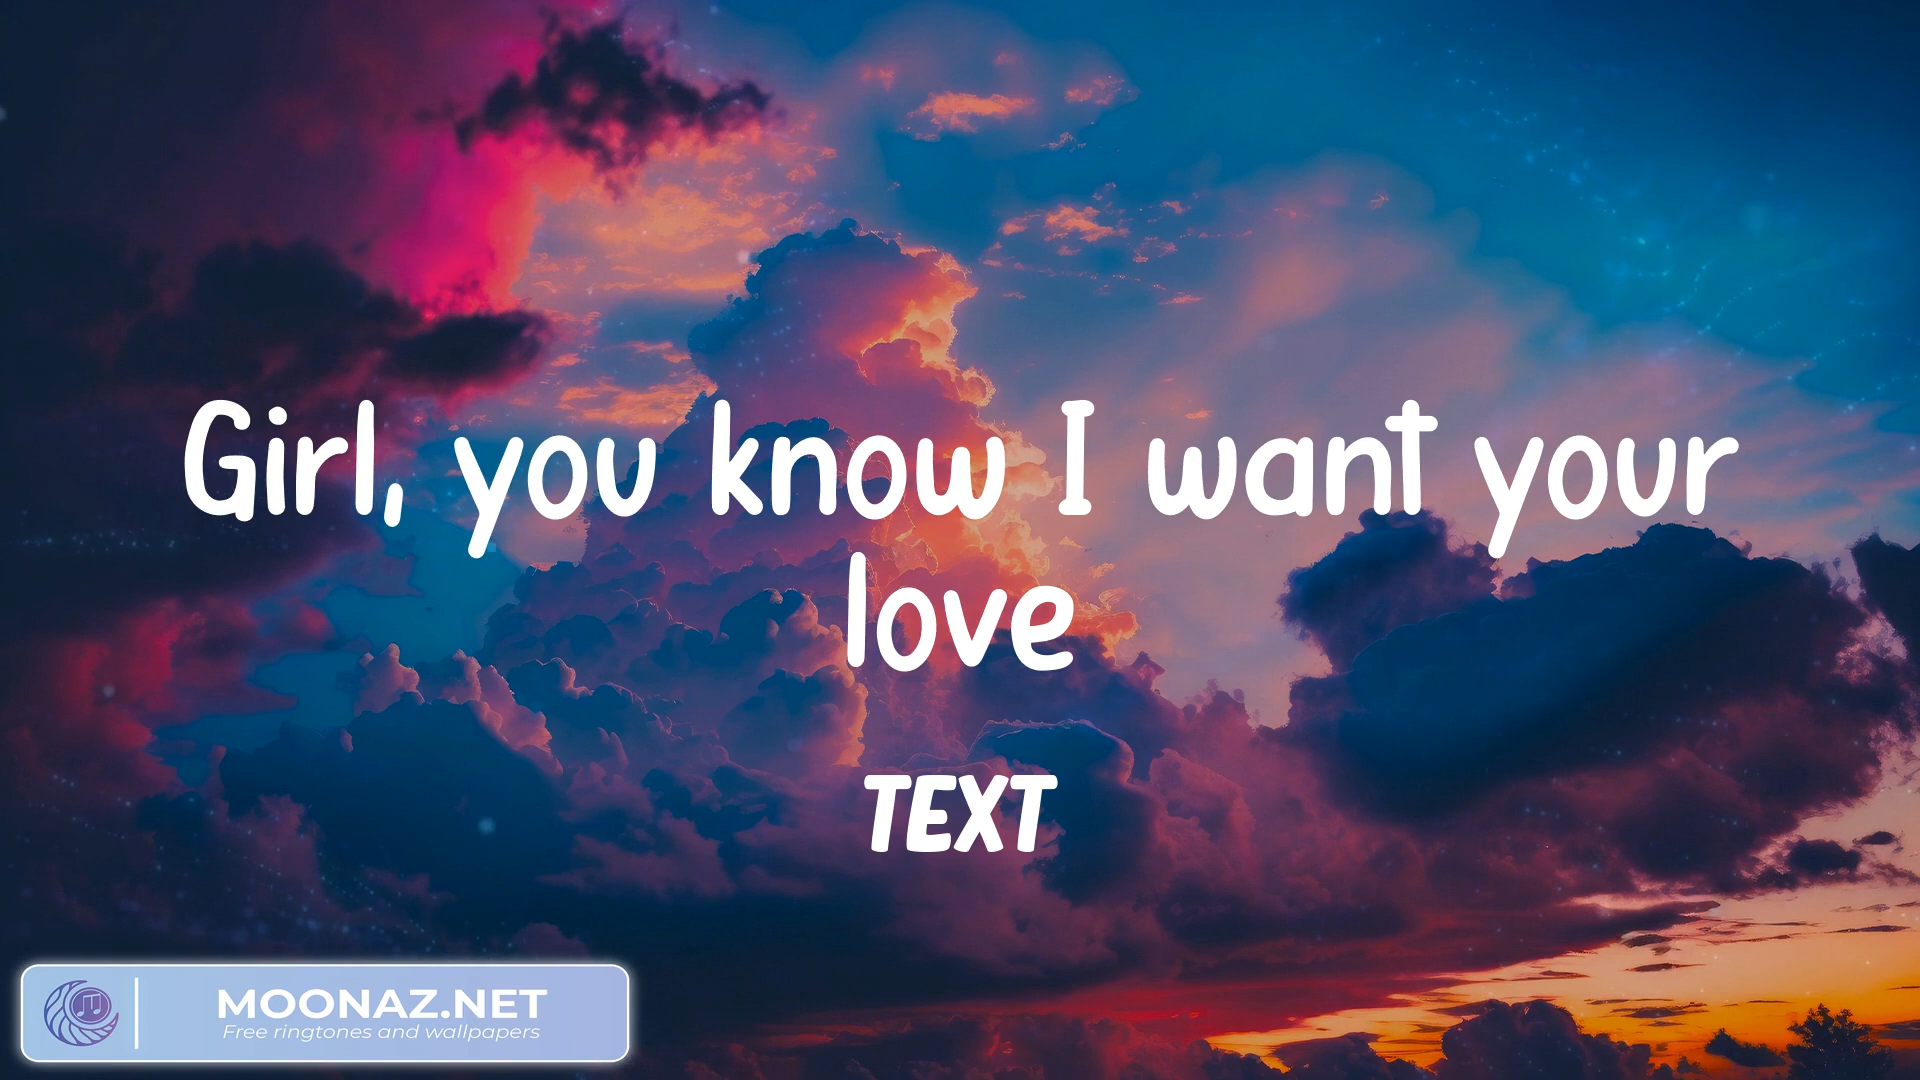 Girl, you know I want your
love
TEXT
MOONAZ.NET
Free ringtones and wallpapers